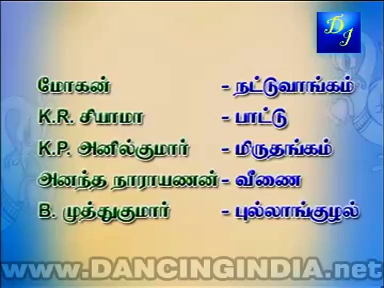 DJ
மோகன் - நட்டுவாங்கம்
K.R. சியாமா - பாட்டு
K.P. அனில்குமார் - மிருதங்கம்
அனந்த நாராயணன் - வீணை
B. முத்துகுமார் - புல்லாங்குழல்
www.DANCINGINDIA.net